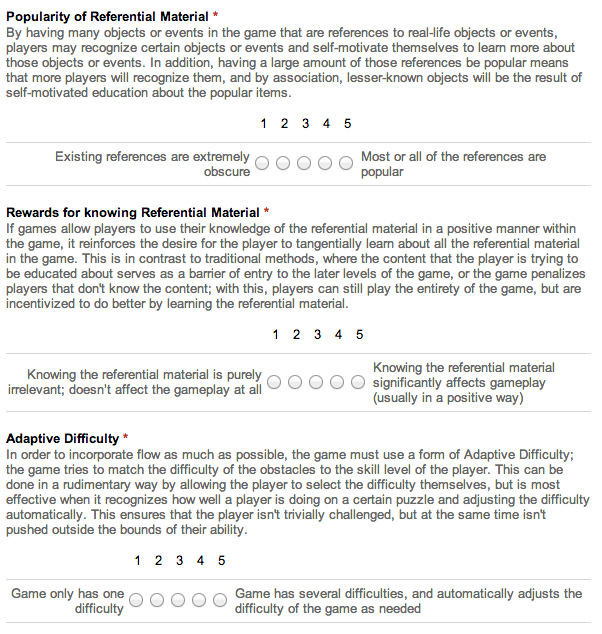 Popularity of Referential Material *
By having many objects or events in the game that are references to real-life objects or events,
players may recognize certain objects or events and self-motivate themselves to learn more about
those objects or events. In addition, having a large amount of those references be popular means
that more players will recognize them, and by association, lesser-known objects will be the result of
self-motivated education about the popular items.
1 2 3 4 5
Existing references are extremely
obscure
Most or all of the references are
popular
Rewards for knowing Referential Material *
If games allow players to use their knowledge of the referential material in a positive manner within
the game, it reinforces the desire for the player to tangentially learn about all the referential material
in the game. This is in contrast to traditional methods, where the content that the player is trying to
be educated about serves as a barrier of entry to the later levels of the game, or the game penalizes
players that don't know the content; with this, players can still play the entirety of the game, but are
incentivized to do better by learning the referential material.
1 2 3 4 5
Knowing the referential material is purely
irrelevant; doesn't affect the gameplay at all
Knowing the referential material
significantly affects gameplay
(usually in a positive way)
Adaptive Difficulty *
In order to incorporate flow as much as possible, the game must use a form of Adaptive Difficulty;
the game tries to match the difficulty of the obstacles to the skill level of the player. This can be
done in a rudimentary way by allowing the player to select the difficulty themselves, but is most
effective when it recognizes how well a player is doing on a certain puzzle and adjusting the difficulty
automatically. This ensures that the player isn't trivially challenged, but at the same time isn't
pushed outside the bounds of their ability.
1 2 3 4 5
Game only has one
difficulty
Game has several difficulties, and automatically adjusts the
difficulty of the game as needed